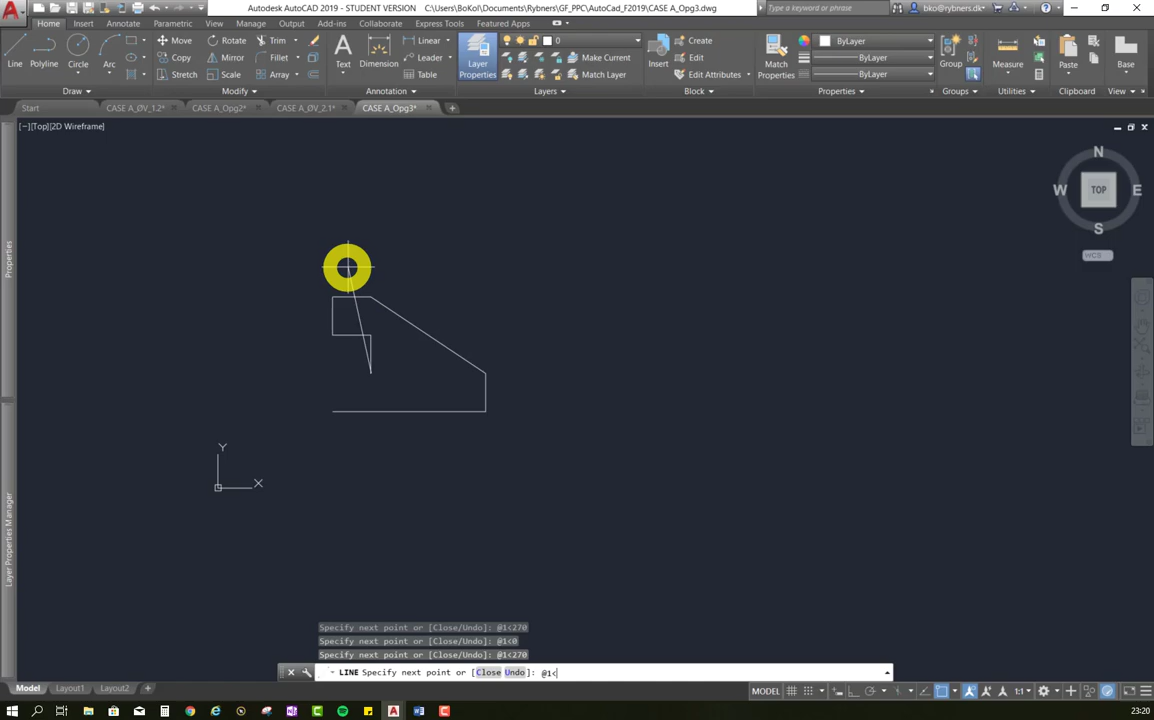 Autodesk AutoCAD 2019 - STUDENT VERSION C:\Users\BoKol\Documents\Rybners\GF_PPC\AutoCad_F2019\CASE A_Opg3.dwg
Type a keyword or phrase
bko@rybners.dk
Home Insert Annotate Parametric View Manage Output Add-ins Collaborate Express Tools Featured Apps
Line Polyline Circle Arc
Move Rotate Trim
Copy Mirror Fillet
Stretch Scale Array
Text Dimension
Linear
Leader
Table
Layer Properties
0
Make Current
Match Layer
Insert
Create
Edit
Edit Attributes
Match Properties
ByLayer
ByLayer
ByLayer
Group
Measure
Paste
Base
Draw Modify Annotation Layers Block Properties Groups Utilities Clipboard View
Start CASE A_ØV_1.2* CASE A_Opg2* CASE A_ØV_2.1* CASE A_Opg3*
[−][Top][2D Wireframe]
N
W TOP E
S
WCS
Properties
Layer Properties Manager
Y
X
Specify next point or [Close/Undo]: @1<270
Specify next point or [Close/Undo]: @1<0
Specify next point or [Close/Undo]: @1<270
LINE Specify next point or [Close Undo]: @1<
Model Layout1 Layout2
MODEL
1:1
23:20